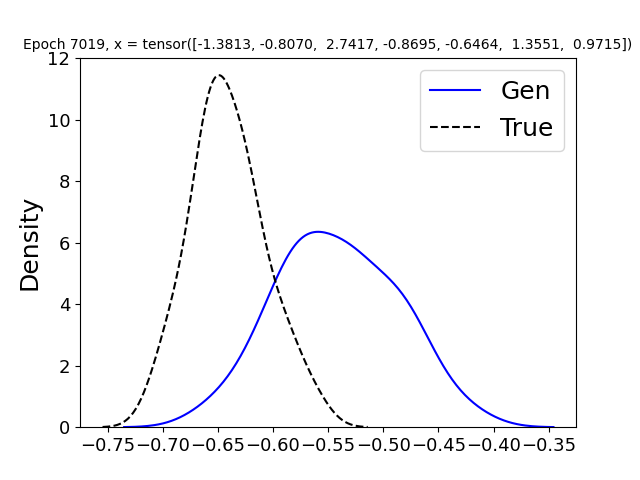 Epoch 7019, x = tensor([-1.3813, -0.8070,  2.7417, -0.8695, -0.6464,  1.3551,  0.9715])
12
10
8
6
4
2
0
Density
Gen
True
−0.75 −0.70 −0.65 −0.60 −0.55 −0.50 −0.45 −0.40 −0.35